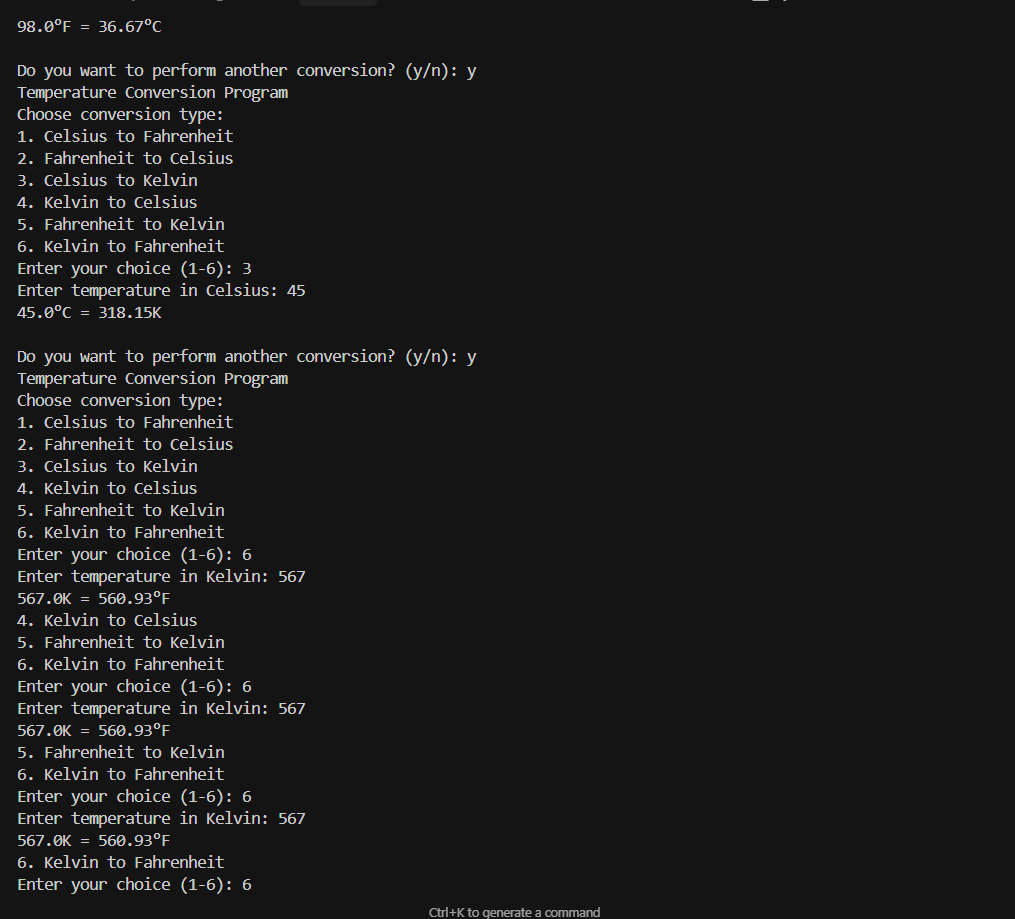 98.0°F = 36.67°C
Do you want to perform another conversion? (y/n): y
Temperature Conversion Program
Choose conversion type:
1. Celsius to Fahrenheit
2. Fahrenheit to Celsius
3. Celsius to Kelvin
4. Kelvin to Celsius
5. Fahrenheit to Kelvin
6. Kelvin to Fahrenheit
Enter your choice (1-6): 3
Enter temperature in Celsius: 45
45.0°C = 318.15K
Do you want to perform another conversion? (y/n): y
Temperature Conversion Program
Choose conversion type:
1. Celsius to Fahrenheit
2. Fahrenheit to Celsius
3. Celsius to Kelvin
4. Kelvin to Celsius
5. Fahrenheit to Kelvin
6. Kelvin to Fahrenheit
Enter your choice (1-6): 6
Enter temperature in Kelvin: 567
567.0K = 560.93°F
4. Kelvin to Celsius
5. Fahrenheit to Kelvin
6. Kelvin to Fahrenheit
Enter your choice (1-6): 6
Enter temperature in Kelvin: 567
567.0K = 560.93°F
5. Fahrenheit to Kelvin
6. Kelvin to Fahrenheit
Enter your choice (1-6): 6
Enter temperature in Kelvin: 567
567.0K = 560.93°F
6. Kelvin to Fahrenheit
Enter your choice (1-6): 6
Ctrl+K to generate a command